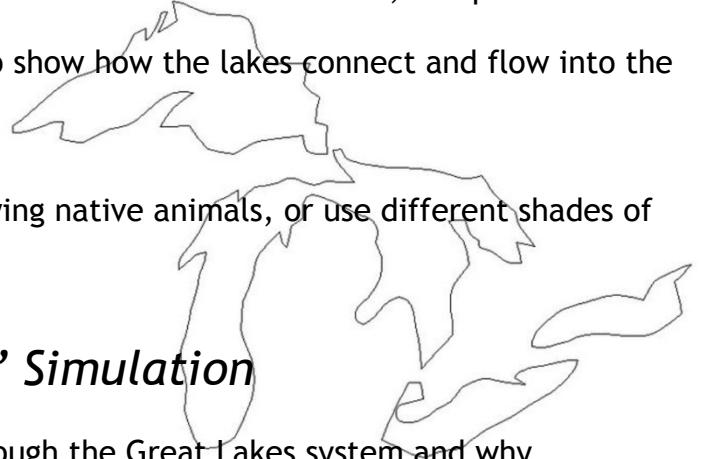 show how the lakes connect and flow into the
ing native animals, or use different shades of
” Simulation
ough the Great Lakes system and why